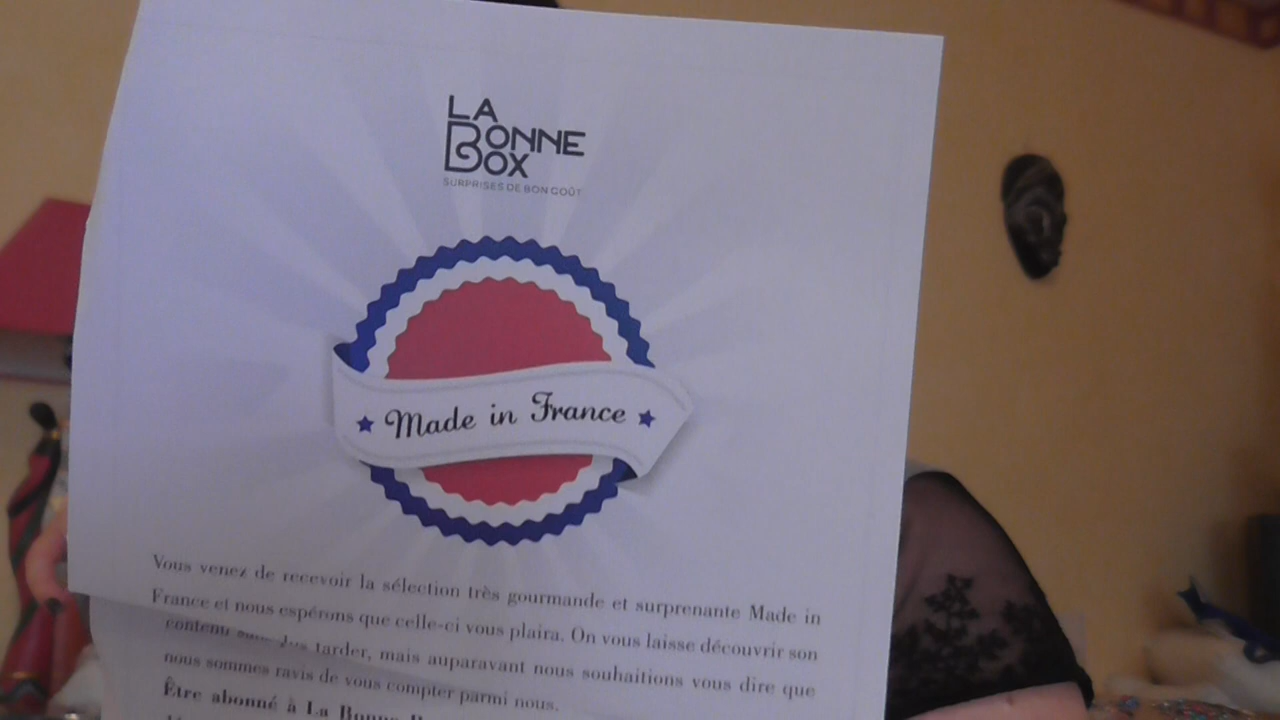 LA
BONNE
BOX
SURPRISES DE BON GOÛT
Made in France
Vous venez de recevoir la sélection très gourmande et surprenante Made in
France et nous espérons que celle-ci vous plaira. On vous laisse découvrir son
contenu tarder, mais auparavant nous souhaitions vous dire que
nous sommes ravis de vous compter parmi nous.
Être abonné à La Bonne